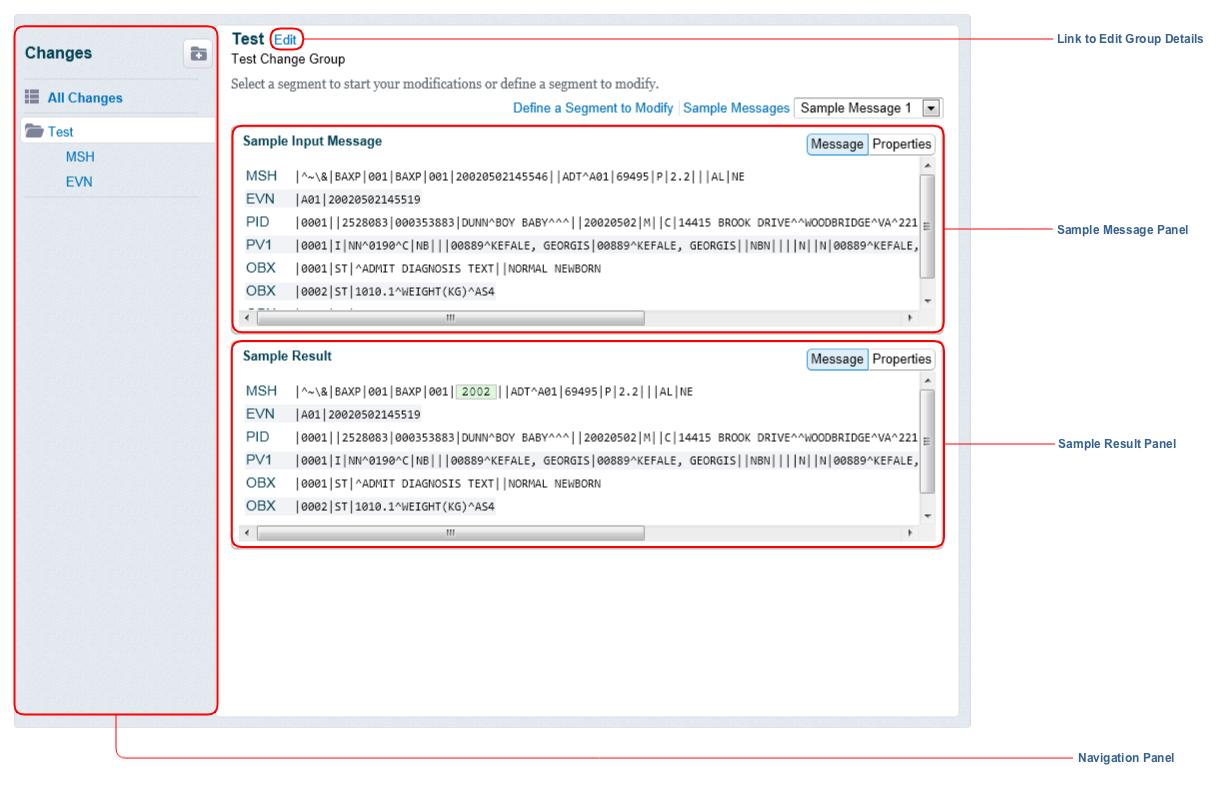 Changes
All Changes
Test
MSH
EVN
Test Edit
Test Change Group
Select a segment to start your modifications or define a segment to modify.
Define a Segment to Modify Sample Messages Sample Message 1
Sample Input Message Message Properties
MSH |^~\&|BAXP|001|BAXP|001|20020502145546||ADT^A01|69495|P|2.2|||AL|NE
EVN |A01|20020502145519
PID |0001||2528083|000353883|DUNN^BOY BABY^^^||20020502|M||C|14415 BROOK DRIVE^^WOODBRIDGE^VA^221
PV1 |0001|I|NN^0190^C|NB|||00889^KEFALE, GEORGIS|00889^KEFALE, GEORGIS||NBN||||N||N|00889^KEFALE,
OBX |0001|ST|^ADMIT DIAGNOSIS TEXT||NORMAL NEWBORN
OBX |0002|ST|1010.1^WEIGHT(KG)^AS4
Sample Result Message Properties
MSH |^~\&|BAXP|001|BAXP|001|2002||ADT^A01|69495|P|2.2|||AL|NE
EVN |A01|20020502145519
PID |0001||2528083|000353883|DUNN^BOY BABY^^^||20020502|M||C|14415 BROOK DRIVE^^WOODBRIDGE^VA^221
PV1 |0001|I|NN^0190^C|NB|||00889^KEFALE, GEORGIS|00889^KEFALE, GEORGIS||NBN||||N||N|00889^KEFALE,
OBX |0001|ST|^ADMIT DIAGNOSIS TEXT||NORMAL NEWBORN
OBX |0002|ST|1010.1^WEIGHT(KG)^AS4
Link to Edit Group Details
Sample Message Panel
Sample Result Panel
Navigation Panel